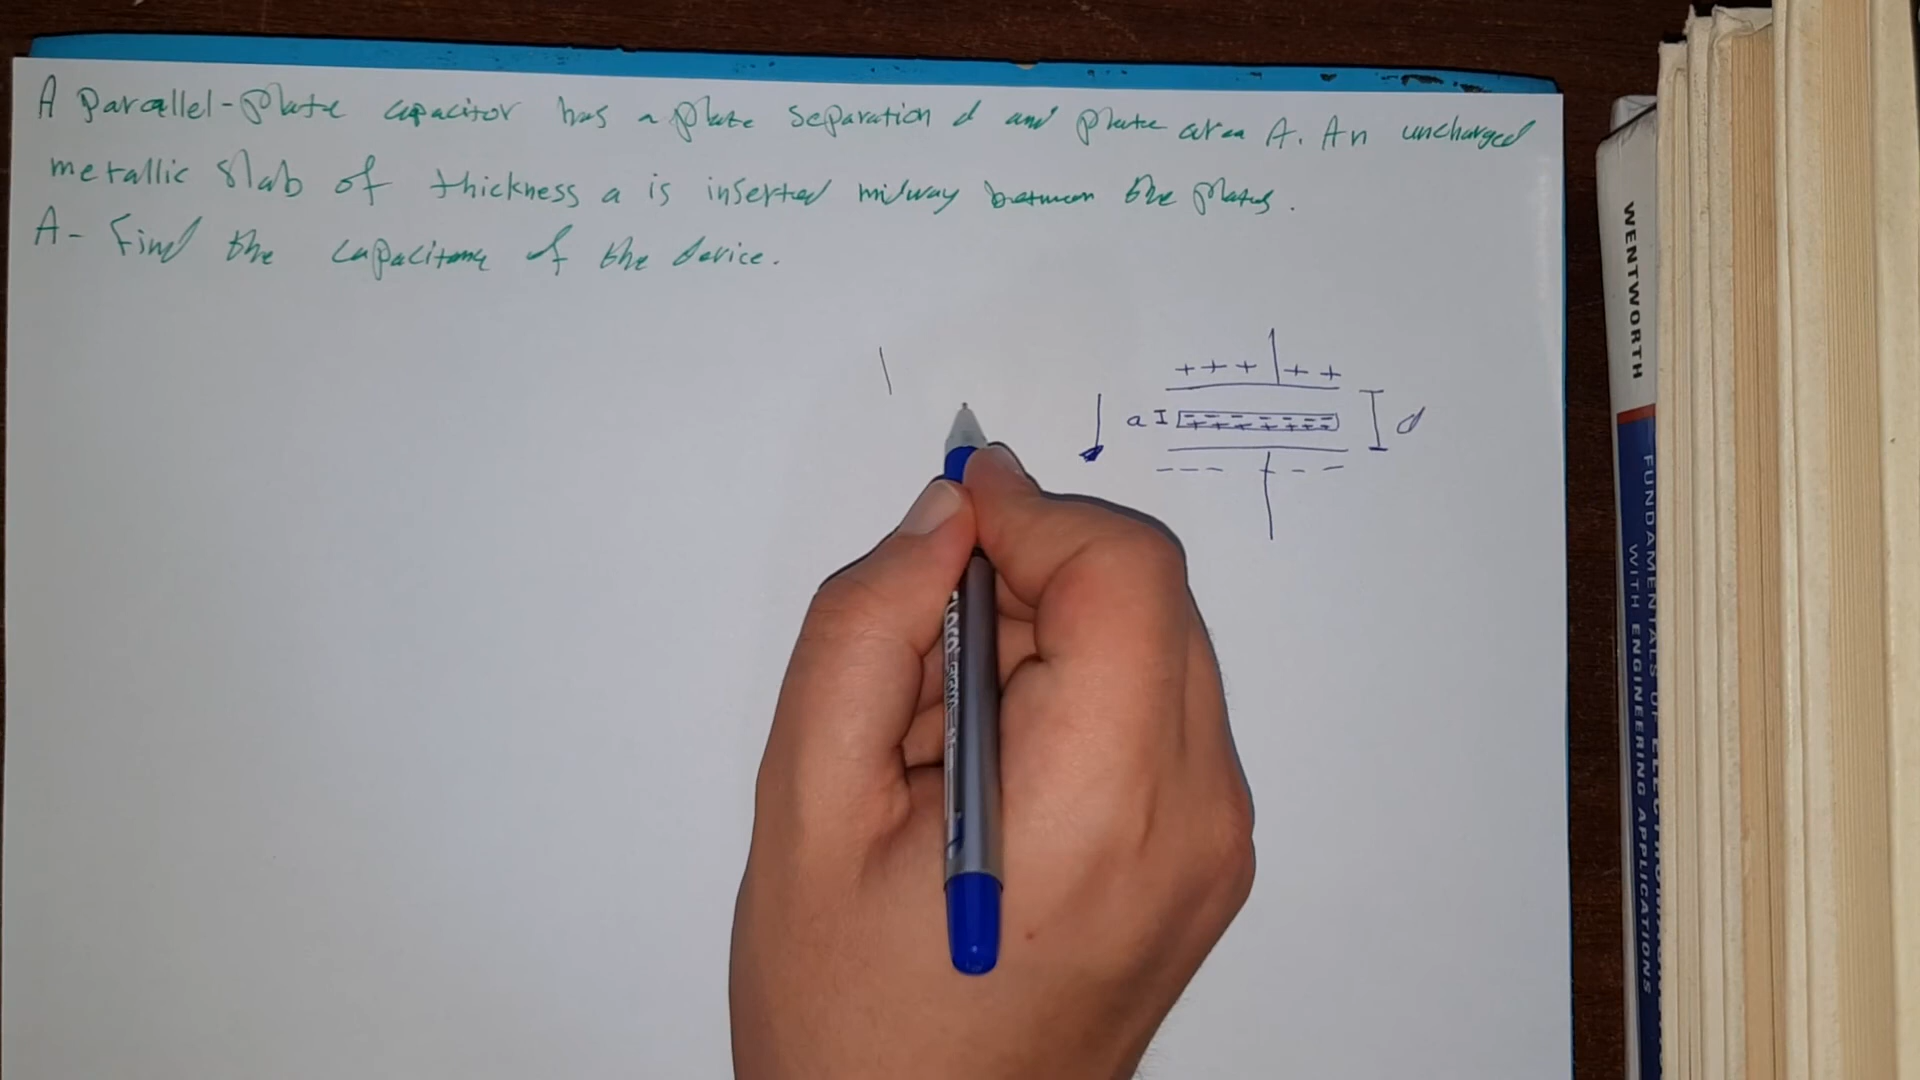 A Parallel-plate capacitor has a plate separation d and plate area A. An uncharged
metallic slab of thickness a is inserted midway between the plates.
A- Find the capacitance of the device.
+ + + + +
a
d
- - - - - - -
+ + + + + + +
- - - - -
WENTWORTH
FUNDAMENTALS OF
WITH ENGINEERING APPLICATIONS